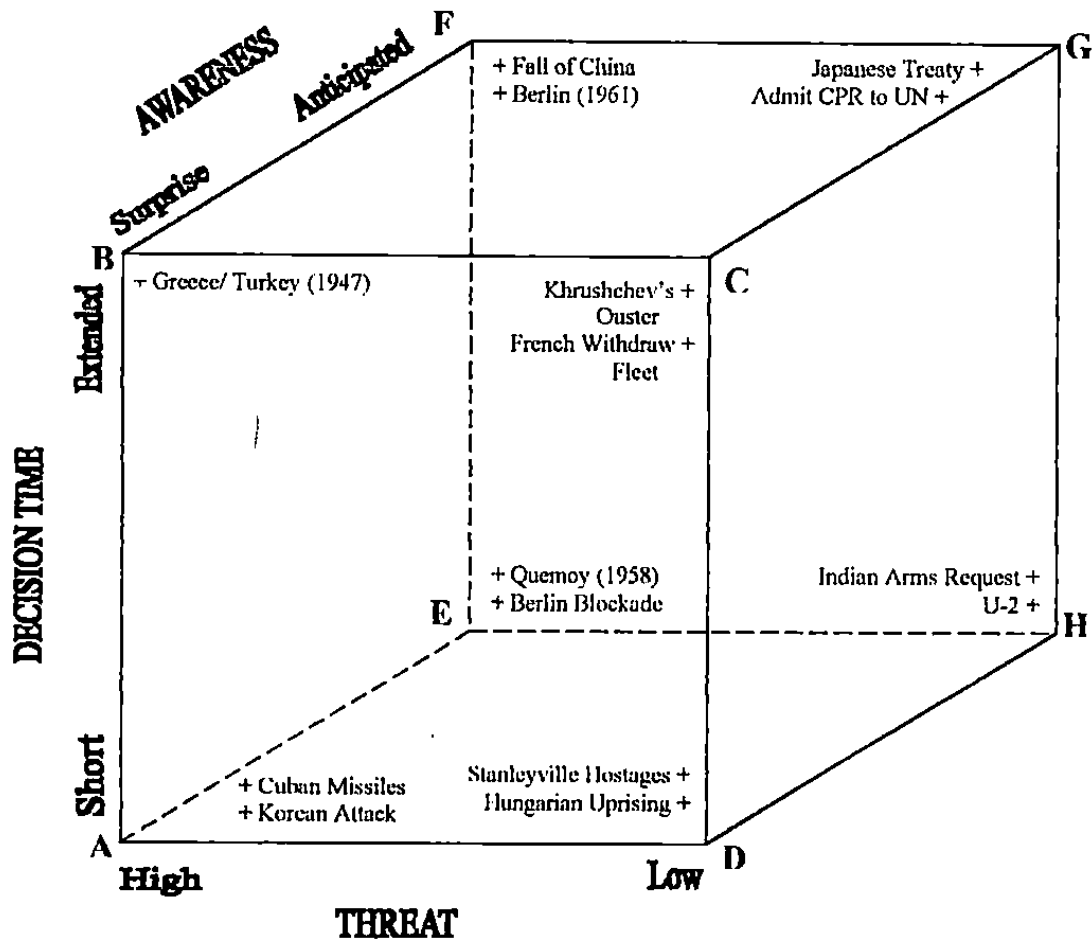 F
G
AWARENESS
Anticipated
Surprise
+ Fall of China
+ Berlin (1961)
Japanese Treaty +
Admit CPR to UN +
B
C
+ Greece/ Turkey (1947)
Khrushchev's +
Ouster
French Withdraw +
Fleet
Extended
DECISION TIME
+ Quemoy (1958)
+ Berlin Blockade
Indian Arms Request +
U-2 +
E
H
Short
+ Cuban Missiles
+ Korean Attack
Stanleyville Hostages +
Hungarian Uprising +
A
D
High
Low
THREAT